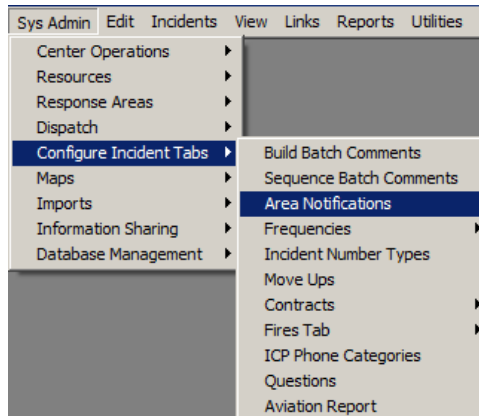 Sys Admin Edit Incidents View Links Reports Utilities
Center Operations
Resources
Response Areas
Dispatch
Configure Incident Tabs
Maps
Imports
Information Sharing
Database Management
Build Batch Comments
Sequence Batch Comments
Area Notifications
Frequencies
Incident Number Types
Move Ups
Contracts
Fires Tab
ICP Phone Categories
Questions
Aviation Report